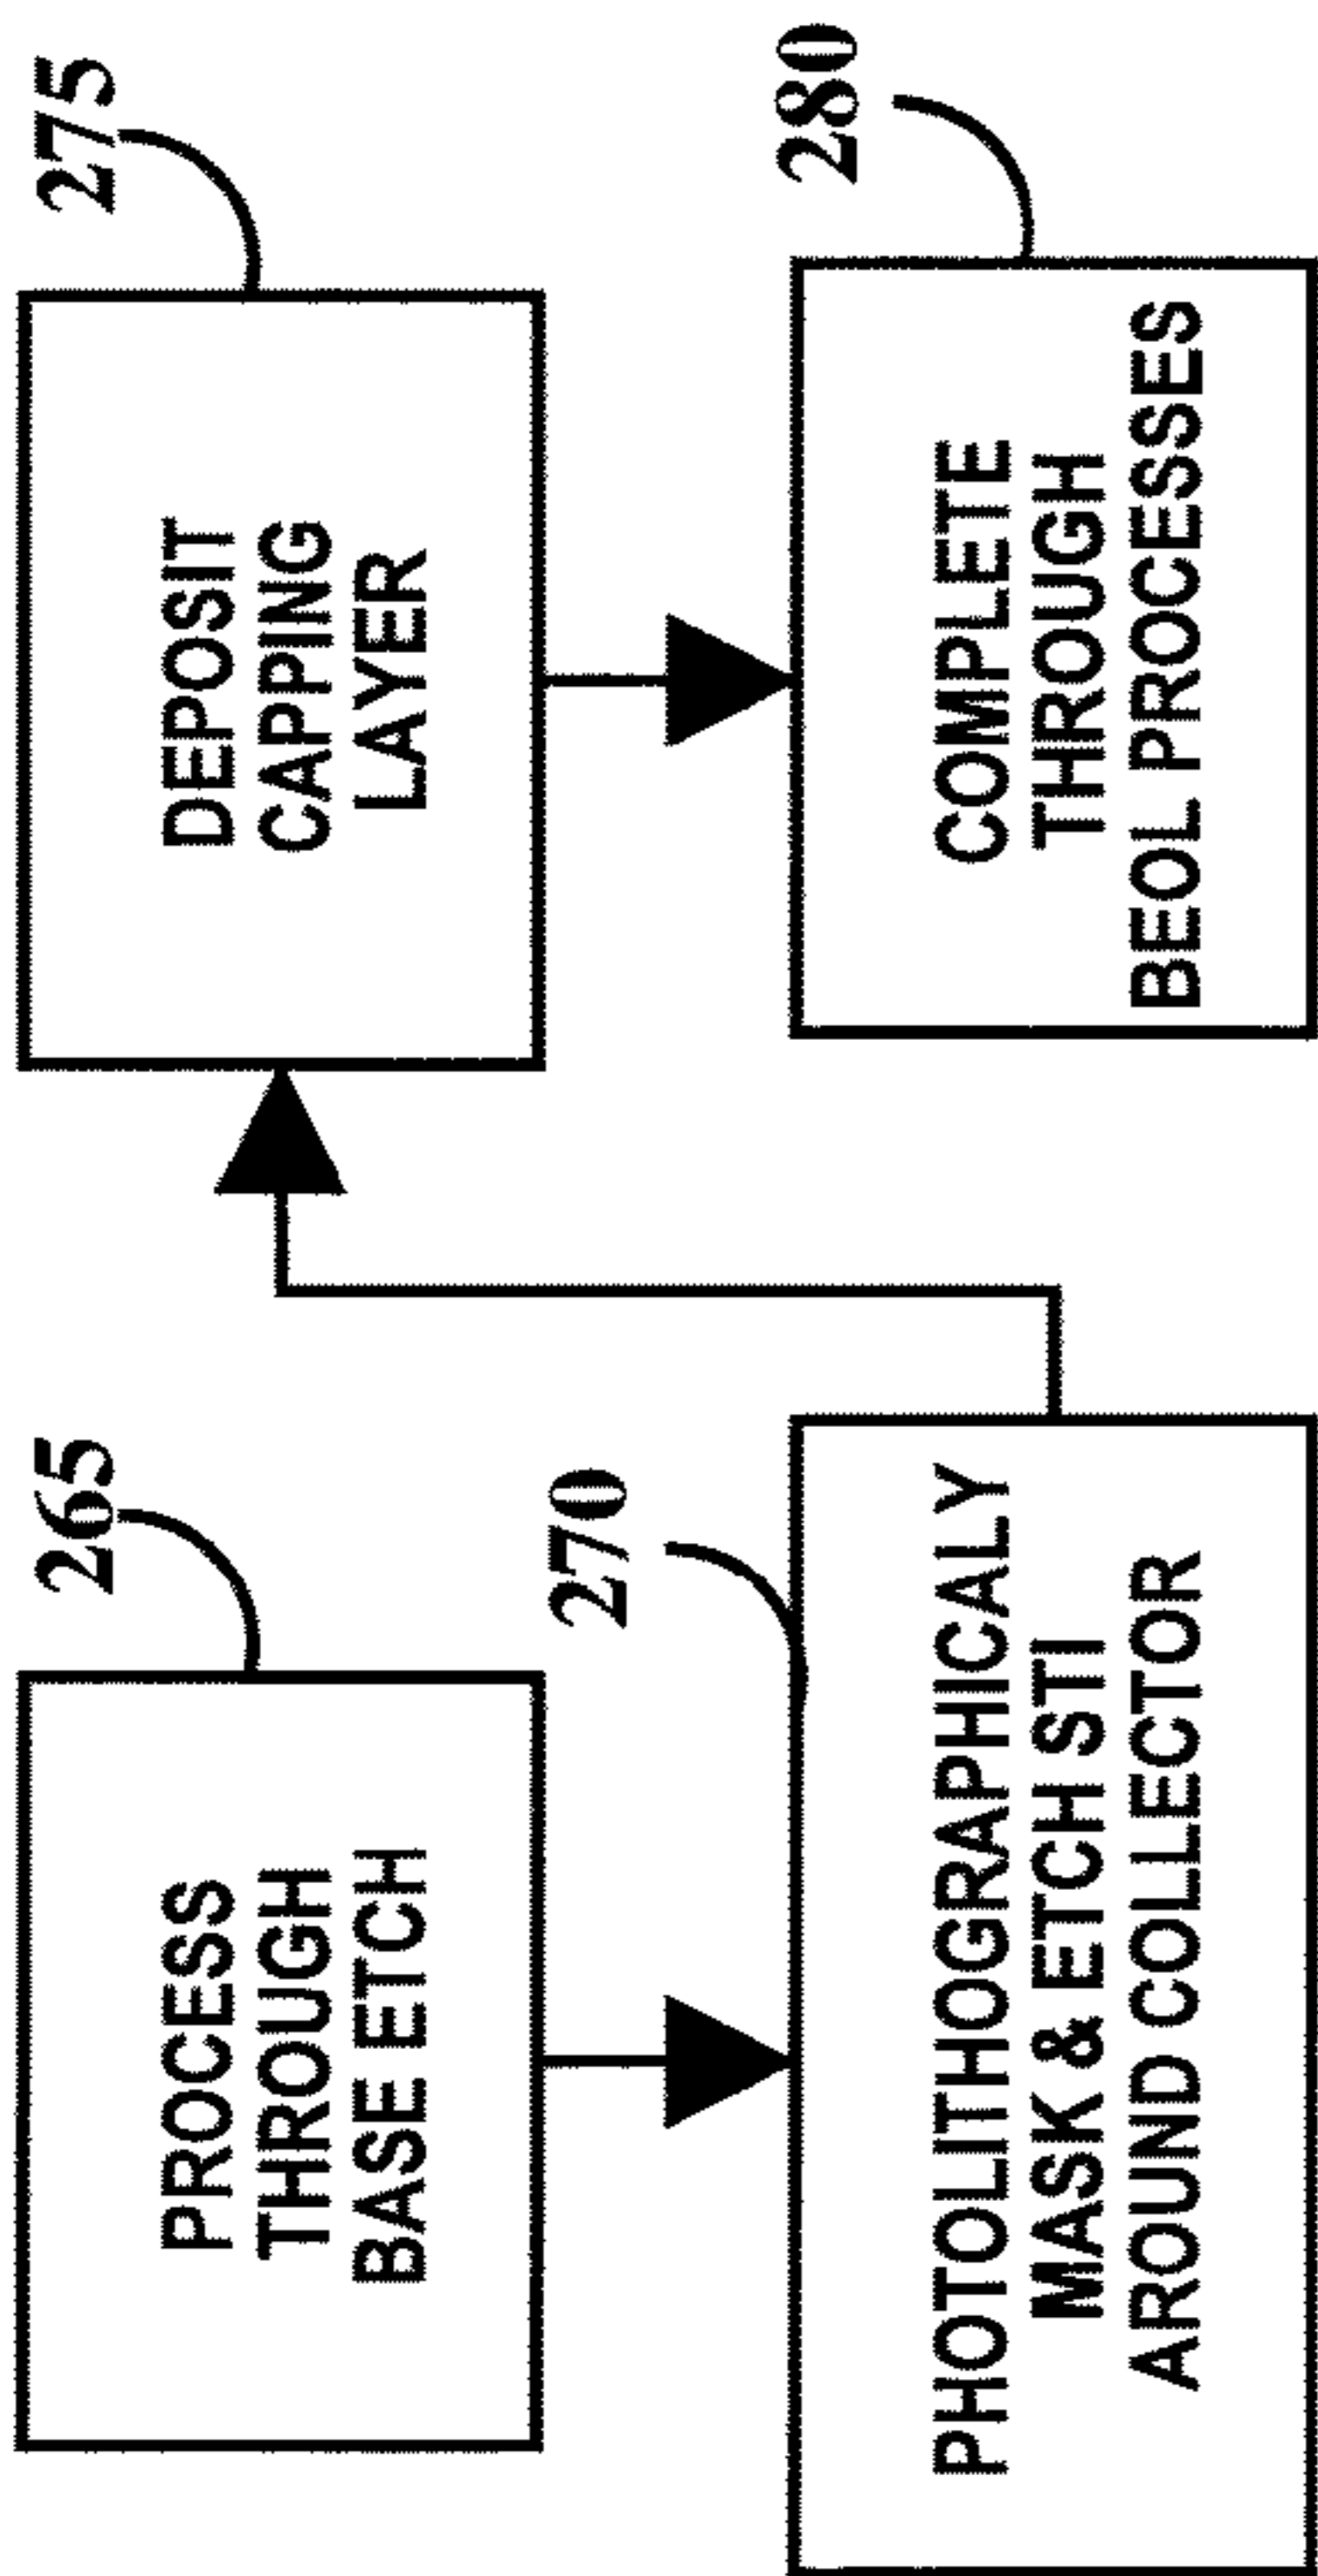 265
PROCESS
THROUGH
BASE ETCH
270
PHOTOLITHOGRAPHICALY
MASK & ETCH STI
AROUND COLLECTOR
275
DEPOSIT
CAPPING
LAYER
280
COMPLETE
THROUGH
BEOL PROCESSES